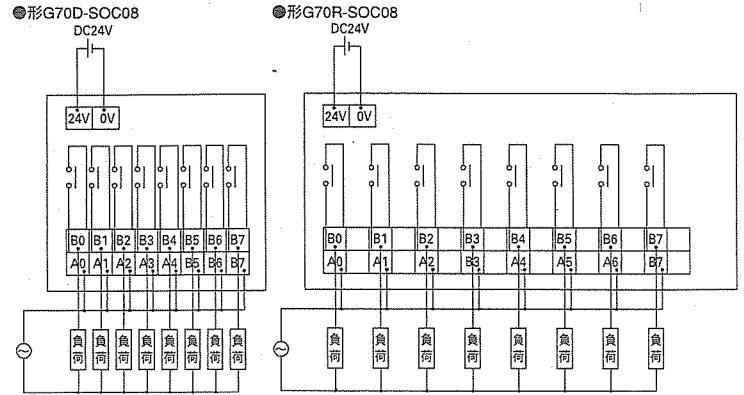 ●形G70D-SOC08
DC24V
24V 0V
B0 B1 B2 B3 B4 B5 B6 B7
A0 A1 A2 A3 A4 B5 B6 B7
負荷 負荷 負荷 負荷 負荷 負荷 負荷 負荷
●形G70R-SOC08
DC24V
24V 0V
B0 B1 B2 B3 B4 B5 B6 B7
A0 A1 A2 B3 A4 A5 A6 B7
負荷 負荷 負荷 負荷 負荷 負荷 負荷 負荷